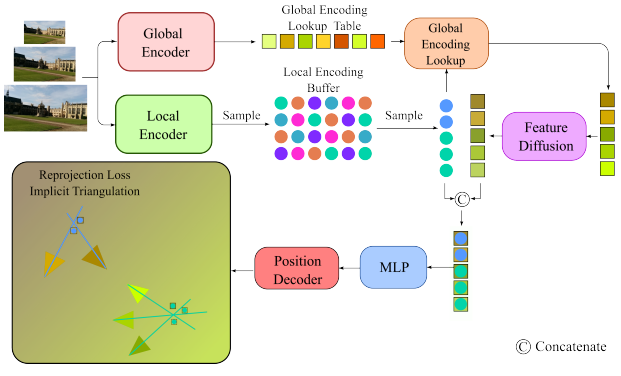 Global
Encoder
Global Encoding
Lookup Table
Global
Encoding
Lookup
Local
Encoder
Sample
Local Encoding
Buffer
Sample
Feature
Diffusion
C
Reprojection Loss
Implicit Triangulation
Position
Decoder
MLP
C Concatenate